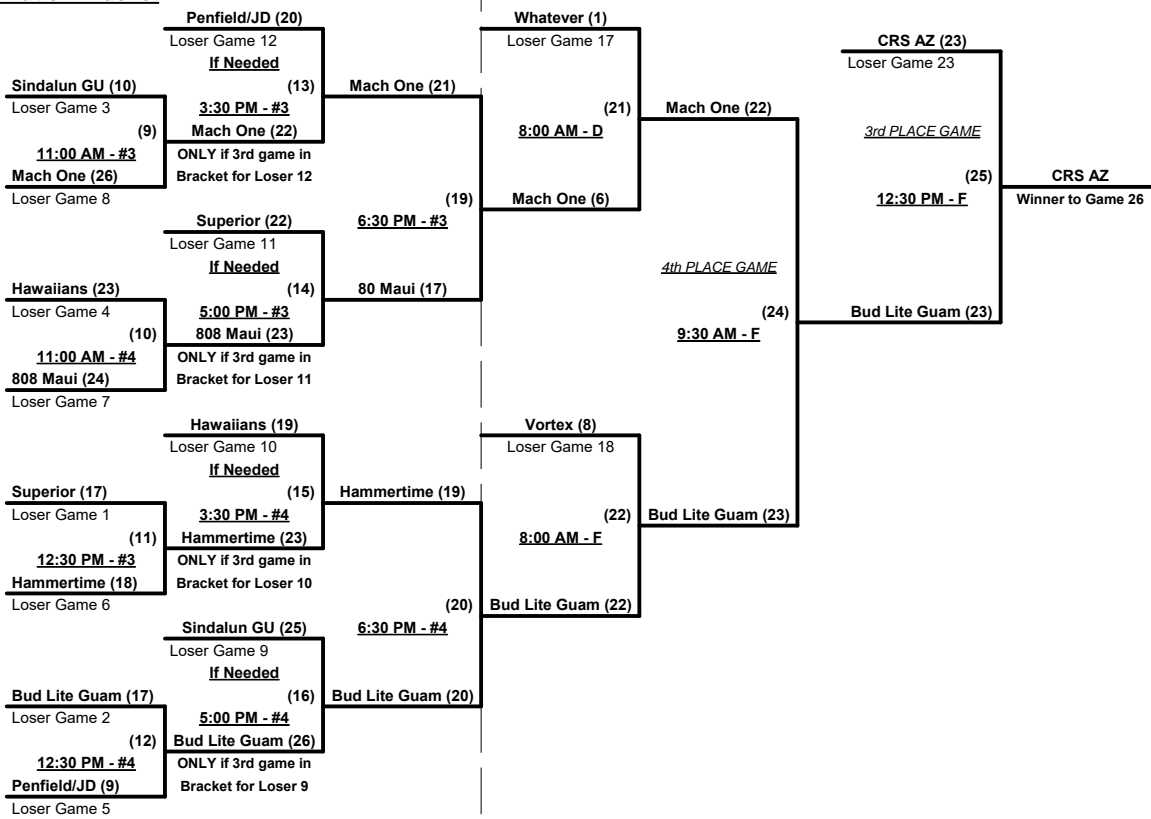 Penfield/JD (20)
Loser Game 12
If Needed
(13)
3:30 PM - #3
Mach One (22)
ONLY if 3rd game in
Bracket for Loser 12
Sindalun GU (10)
Loser Game 3
(9)
11:00 AM - #3
Mach One (26)
Loser Game 8
Superior (22)
Loser Game 11
If Needed
(14)
5:00 PM - #3
808 Maui (23)
ONLY if 3rd game in
Bracket for Loser 11
Hawaiians (23)
Loser Game 4
(10)
11:00 AM - #4
808 Maui (24)
Loser Game 7
Hawaiians (19)
Loser Game 10
If Needed
(15)
3:30 PM - #4
Hammertime (23)
ONLY if 3rd game in
Bracket for Loser 10
Superior (17)
Loser Game 1
(11)
12:30 PM - #3
Hammertime (18)
Loser Game 6
Sindalun GU (25)
Loser Game 9
If Needed
(16)
5:00 PM - #4
Bud Lite Guam (26)
ONLY if 3rd game in
Bracket for Loser 9
Bud Lite Guam (17)
Loser Game 2
(12)
12:30 PM - #4
Penfield/JD (9)
Loser Game 5
Mach One (21)
(19)
6:30 PM - #3
80 Maui (17)
Hammertime (19)
(20)
6:30 PM - #4
Bud Lite Guam (20)
Whatever (1)
Loser Game 17
(21)
8:00 AM - D
Mach One (6)
Vortex (8)
Loser Game 18
(22)
8:00 AM - F
Bud Lite Guam (22)
Mach One (22)
4th PLACE GAME
(24)
9:30 AM - F
Bud Lite Guam (23)
CRS AZ (23)
Loser Game 23
3rd PLACE GAME
(25)
12:30 PM - F
Bud Lite Guam (23)
CRS AZ
Winner to Game 26